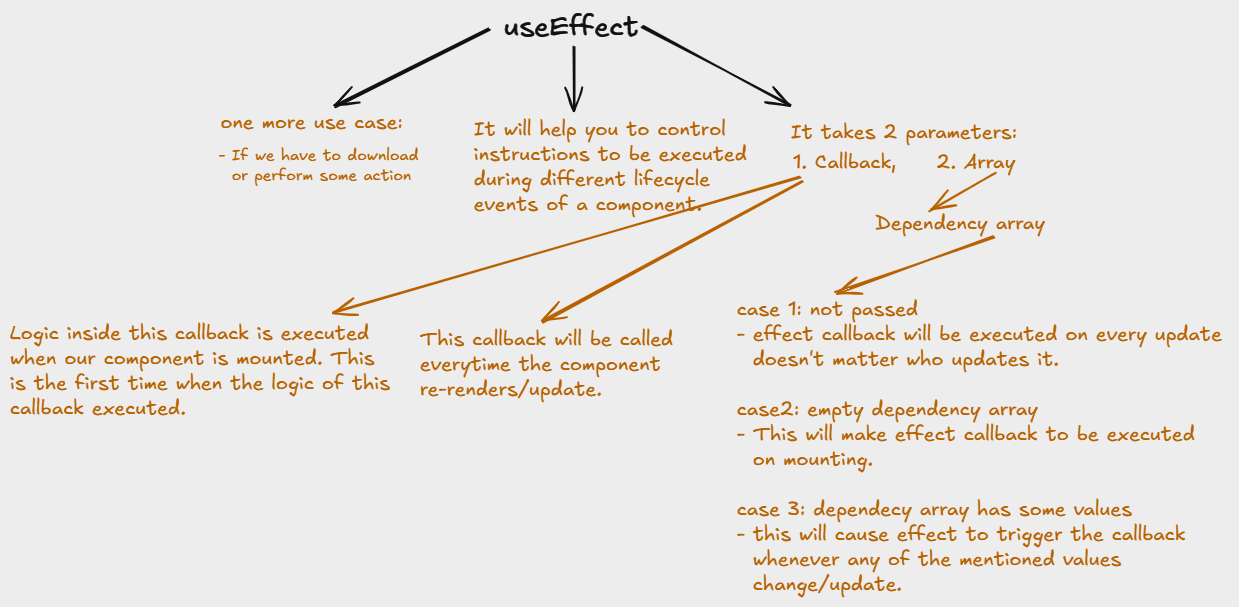 useEffect
one more use case:
- If we have to download
or perform some action
It will help you to control
instructions to be executed
during different lifecycle
events of a component.
It takes 2 parameters:
1. Callback, 2. Array
Dependency array
Logic inside this callback is executed
when our component is mounted. This
is the first time when the logic of this
callback executed.
This callback will be called
everytime the component
re-renders/update.
case 1: not passed
- effect callback will be executed on every update
doesn't matter who updates it.
case2: empty dependency array
- This will make effect callback to be executed
on mounting.
case 3: dependecy array has some values
- this will cause effect to trigger the callback
whenever any of the mentioned values
change/update.